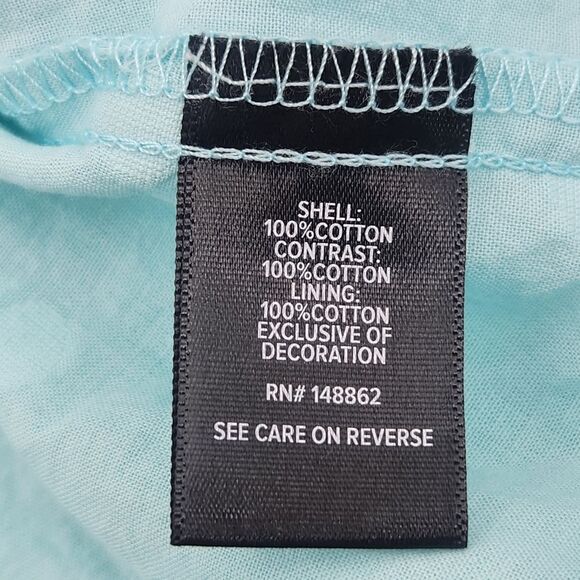 SHELL:
100%COTTON
CONTRAST:
100%COTTON
LINING:
100%COTTON
EXCLUSIVE OF
DECORATION
RN# 148862
SEE CARE ON REVERSE